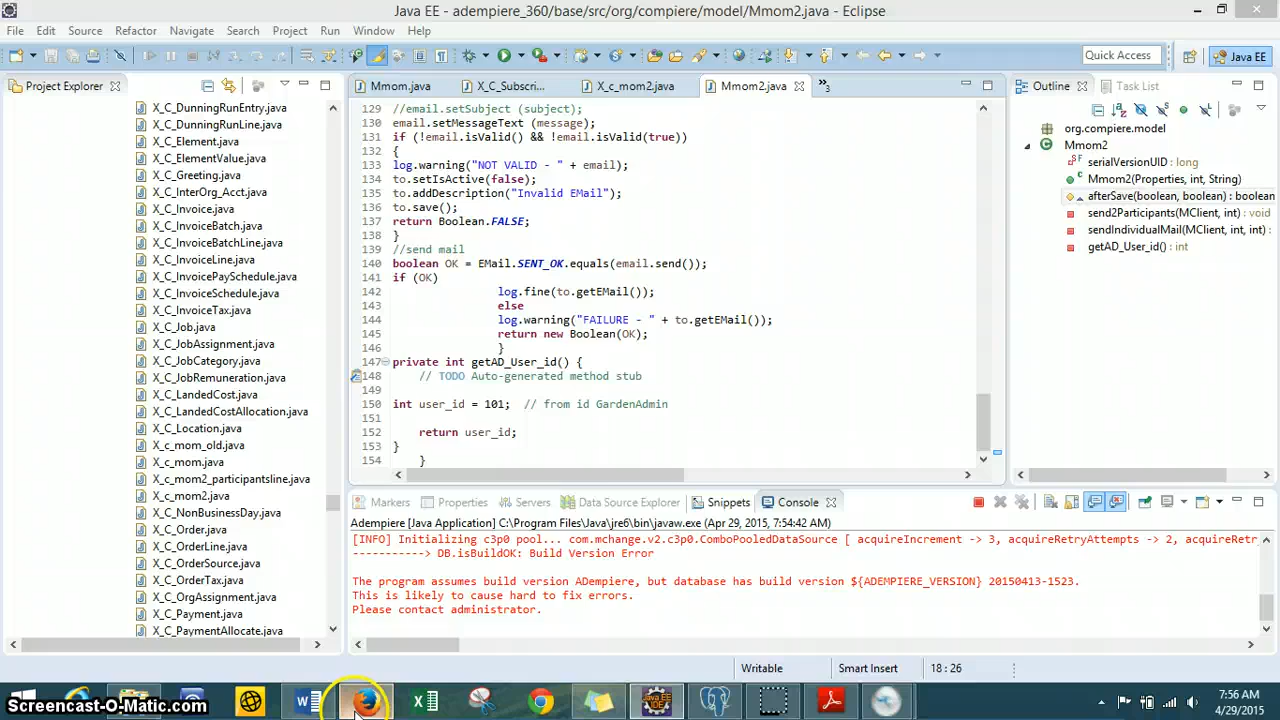 Java EE - adempiere_360/base/src/org/compiere/model/Mmom2.java - Eclipse
File Edit Source Refactor Navigate Search Project Run Window Help
Quick Access Java EE
Project Explorer
X_C_DunningRunEntry.java
X_C_DunningRunLine.java
X_C_Element.java
X_C_ElementValue.java
X_C_Greeting.java
X_C_InterOrg_Acct.java
X_C_Invoice.java
X_C_InvoiceBatch.java
X_C_InvoiceBatchLine.java
X_C_InvoiceLine.java
X_C_InvoicePaySchedule.java
X_C_InvoiceSchedule.java
X_C_InvoiceTax.java
X_C_Job.java
X_C_JobAssignment.java
X_C_JobCategory.java
X_C_JobRemuneration.java
X_C_LandedCost.java
X_C_LandedCostAllocation.java
X_C_Location.java
X_c_mom_old.java
X_c_mom.java
X_c_mom2_participantsline.java
X_c_mom2.java
X_C_NonBusinessDay.java
X_C_Order.java
X_C_OrderLine.java
X_C_OrderSource.java
X_C_OrderTax.java
X_C_OrgAssignment.java
X_C_Payment.java
X_C_PaymentAllocate.java
Mmom.java X_C_Subscri... X_c_mom2.java Mmom2.java »3
129 //email.setSubject (subject);
130 email.setMessageText (message);
131 if (!email.isValid() && !email.isValid(true))
132 {
133 log.warning("NOT VALID - " + email);
134 to.setIsActive(false);
135 to.addDescription("Invalid EMail");
136 to.save();
137 return Boolean.FALSE;
138 }
139 //send mail
140 boolean OK = EMail.SENT_OK.equals(email.send());
141 if (OK)
142 log.fine(to.getEMail());
143 else
144 log.warning("FAILURE - " + to.getEMail());
145 return new Boolean(OK);
146 }
147 private int getAD_User_id() {
148 // TODO Auto-generated method stub
149
150 int user_id = 101; // from id GardenAdmin
151
152 return user_id;
153 }
154 }
Outline Task List
org.compiere.model
Mmom2
serialVersionUID : long
Mmom2(Properties, int, String)
afterSave(boolean, boolean) : boolean
send2Participants(MClient, int) : void
sendIndividualMail(MClient, int, int) :
getAD_User_id() : int
Markers Properties Servers Data Source Explorer Snippets Console
Adempiere [Java Application] C:\Program Files\Java\jre6\bin\javaw.exe (Apr 29, 2015, 7:54:42 AM)
[INFO] Initializing c3p0 pool... com.mchange.v2.c3p0.ComboPooledDataSource [ acquireIncrement -> 3, acquireRetryAttempts -> 2, acquireRet
-----------> DB.isBuildOK: Build Version Error
The program assumes build version ADempiere, but database has build version ${ADEMPIERE_VERSION} 20150413-1523.
This is likely to cause hard to fix errors.
Please contact administrator.
Writable Smart Insert 18 : 26
Screencast-O-Matic.com
7:56 AM
4/29/2015